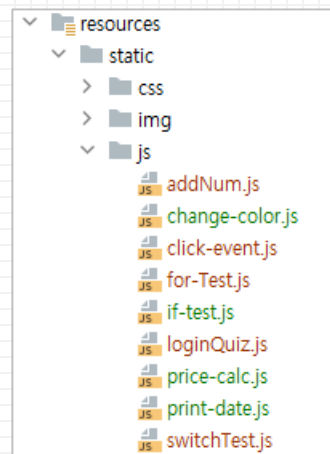 resources
static
css
img
js
JS addNum.js
JS change-color.js
JS click-event.js
JS for-Test.js
JS if-test.js
JS loginQuiz.js
JS price-calc.js
JS print-date.js
JS switchTest.js